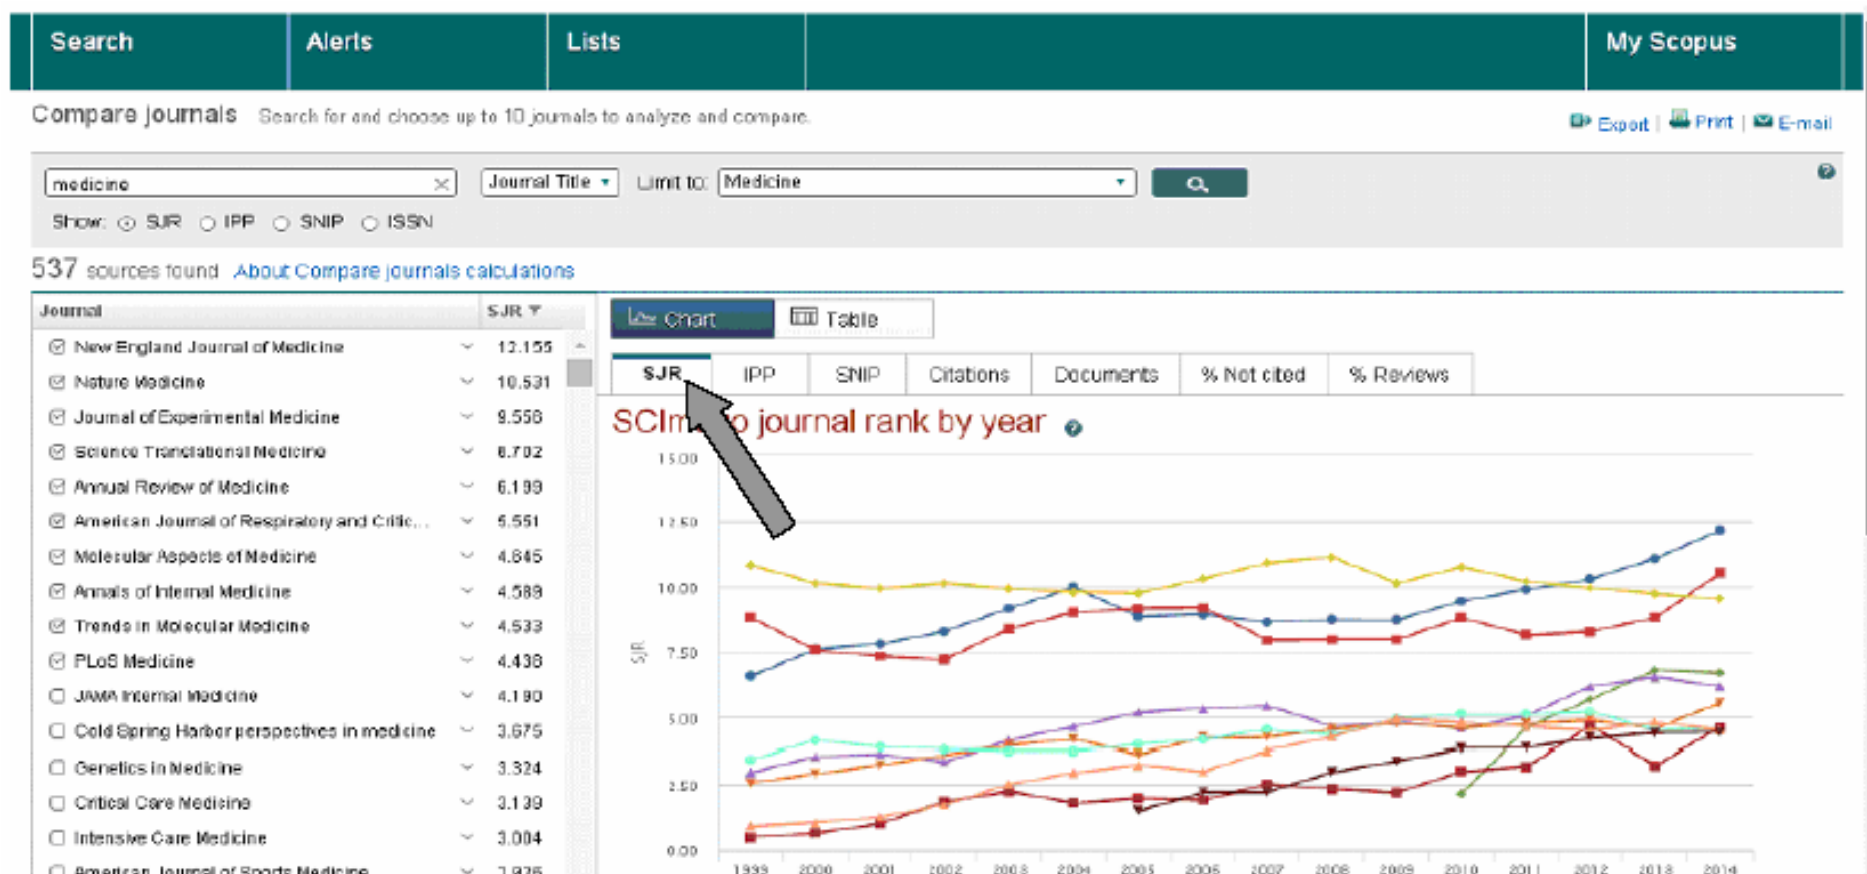 Search Alerts Lists My Scopus
Compare journals Search for and choose up to 10 journals to analyze and compare.
Export | Print | E-mail
medicine Journal Title Limit to: Medicine
Show: SJR IPP SNIP ISSN
537 sources found About Compare journals calculations
Journal SJR
New England Journal of Medicine 12.155
Nature Medicine 10.531
Journal of Experimental Medicine 9.558
Science Translational Medicine 6.702
Annual Review of Medicine 6.199
American Journal of Respiratory and Critic... 5.551
Molecular Aspects of Medicine 4.645
Annals of Internal Medicine 4.589
Trends in Molecular Medicine 4.533
PLoS Medicine 4.438
JAMA Internal Medicine 4.190
Cold Spring Harbor perspectives in medicine 3.675
Genetics in Medicine 3.324
Critical Care Medicine 3.139
Intensive Care Medicine 3.004
American Journal of Sports Medicine
Chart Table
SJR IPP SNIP Citations Documents % Not cited % Reviews
journal rank by year
15.00
12.50
10.00
7.50
SJR
5.00
2.50
0.00
1999 2000 2001 2002 2003 2004 2005 2006 2007 2008 2009 2010 2011 2012 2013 2014